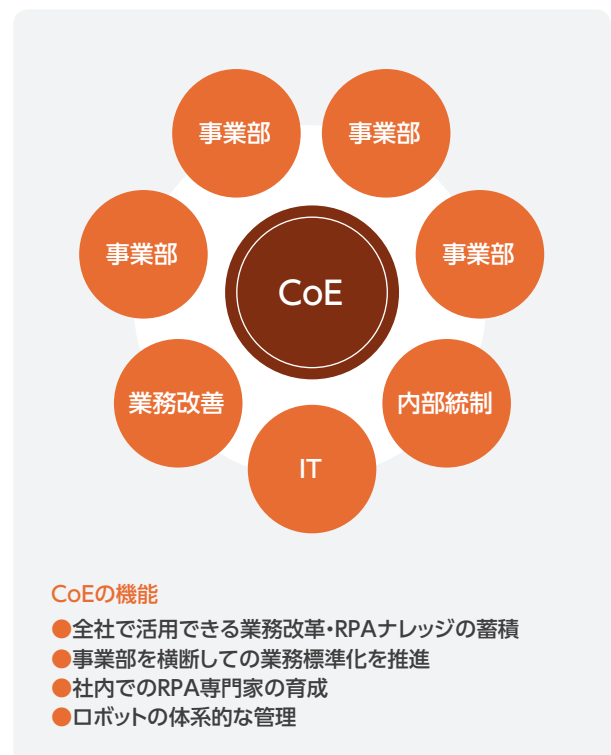 事業部
事業部
事業部
事業部
CoE
業務改善
内部統制
IT
CoEの機能
●全社で活用できる業務改革・RPAナレッジの蓄積
●事業部を横断しての業務標準化を推進
●社内でのRPA専門家の育成
●ロボットの体系的な管理